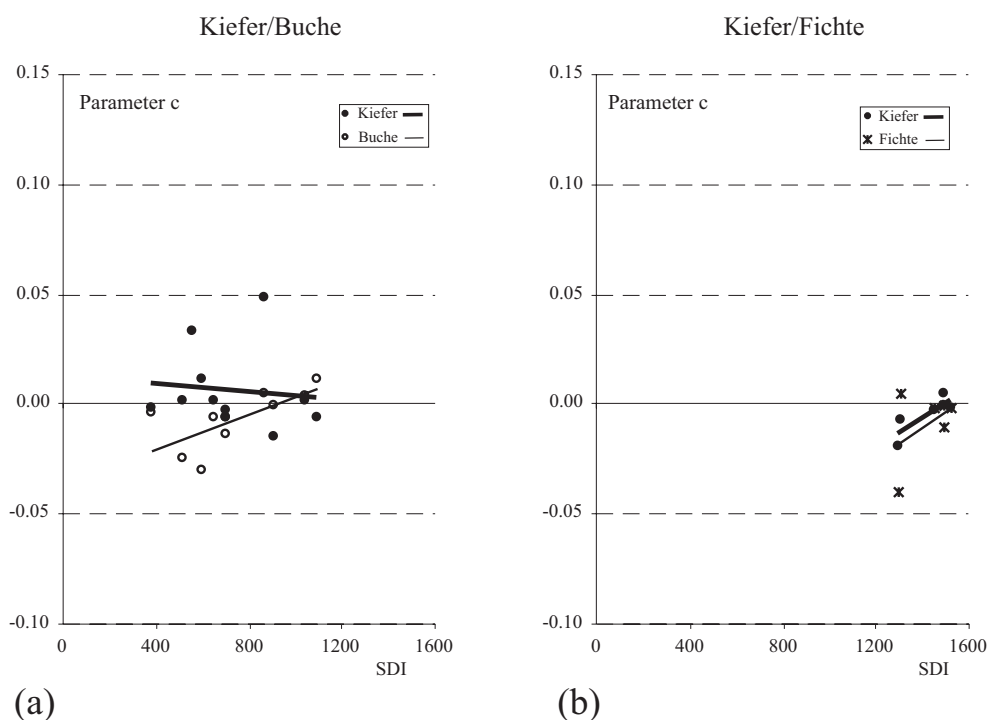 Kiefer/Buche
0.15
Parameter c
Kiefer
Buche
0.10
0.05
0.00
-0.05
-0.10
0 400 800 1200 1600
SDI
(a)
Kiefer/Fichte
0.15
Parameter c
Kiefer
Fichte
0.10
0.05
0.00
-0.05
-0.10
0 400 800 1200 1600
SDI
(b)